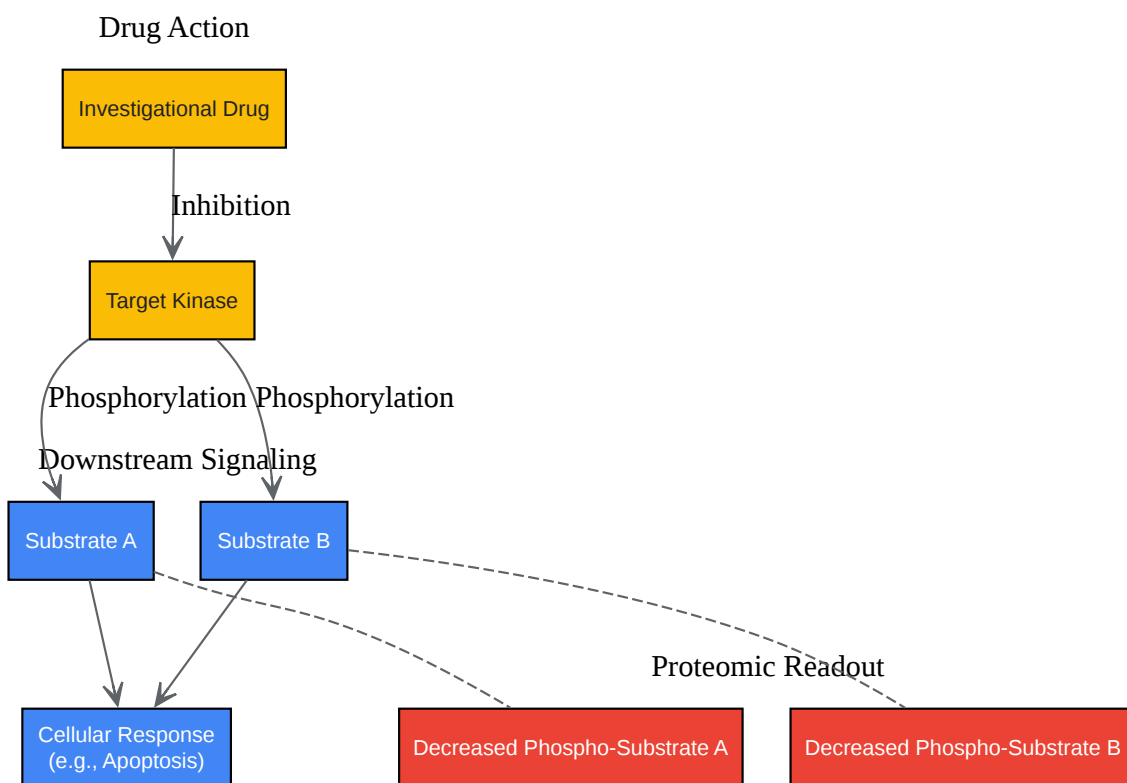 Drug Action
Investigational Drug
Inhibition
Target Kinase
Phosphorylation
Phosphorylation
Downstream Signaling
Substrate A
Substrate B
Proteomic Readout
Cellular Response
(e.g., Apoptosis)
Decreased Phospho-Substrate A
Decreased Phospho-Substrate B